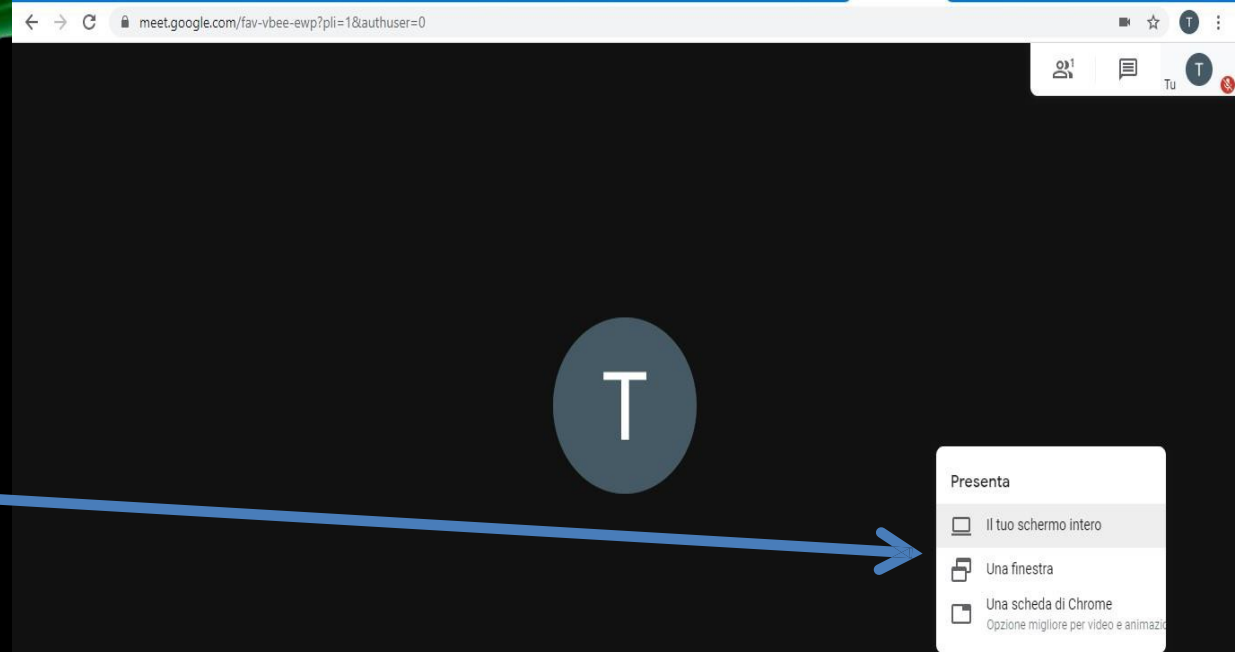 meet.google.com/fav-vbee-ewp?pli=1&authuser=0
T
1
Tu
T
T
Presenta
Il tuo schermo intero
Una finestra
Una scheda di Chrome
Opzione migliore per video e animazio